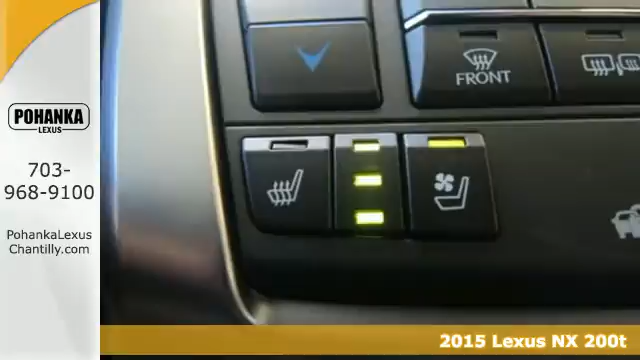 POHANKA
LEXUS
703-
968-9100
PohankaLexus
Chantilly.com
FRONT
2015 Lexus NX 200t